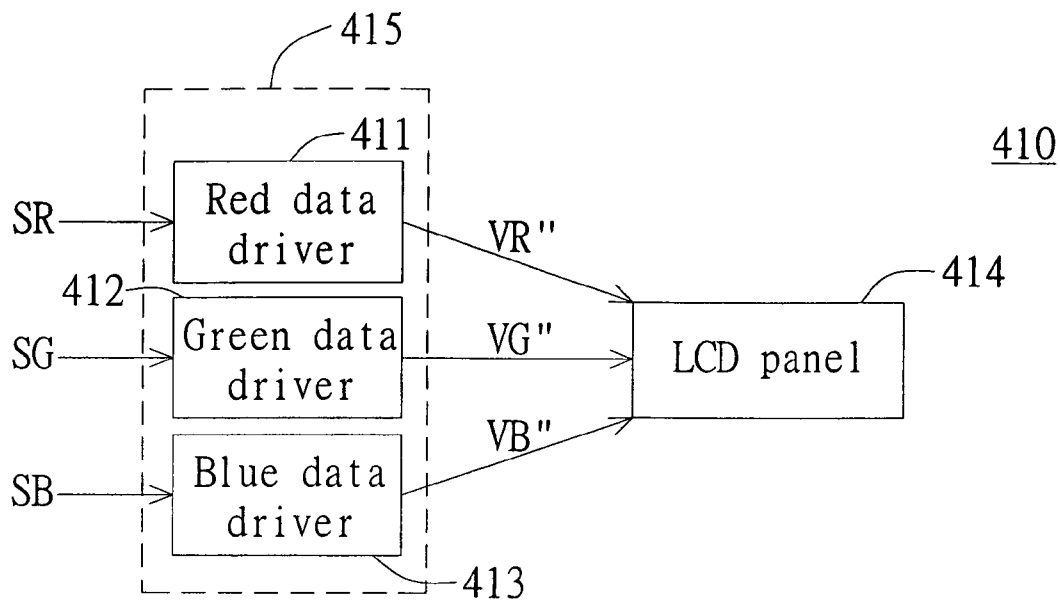 415
411
410
Red data
driver
SR
VR"
412
414
Green data
driver
SG
VG"
LCD panel
VB"
Blue data
driver
SB
413